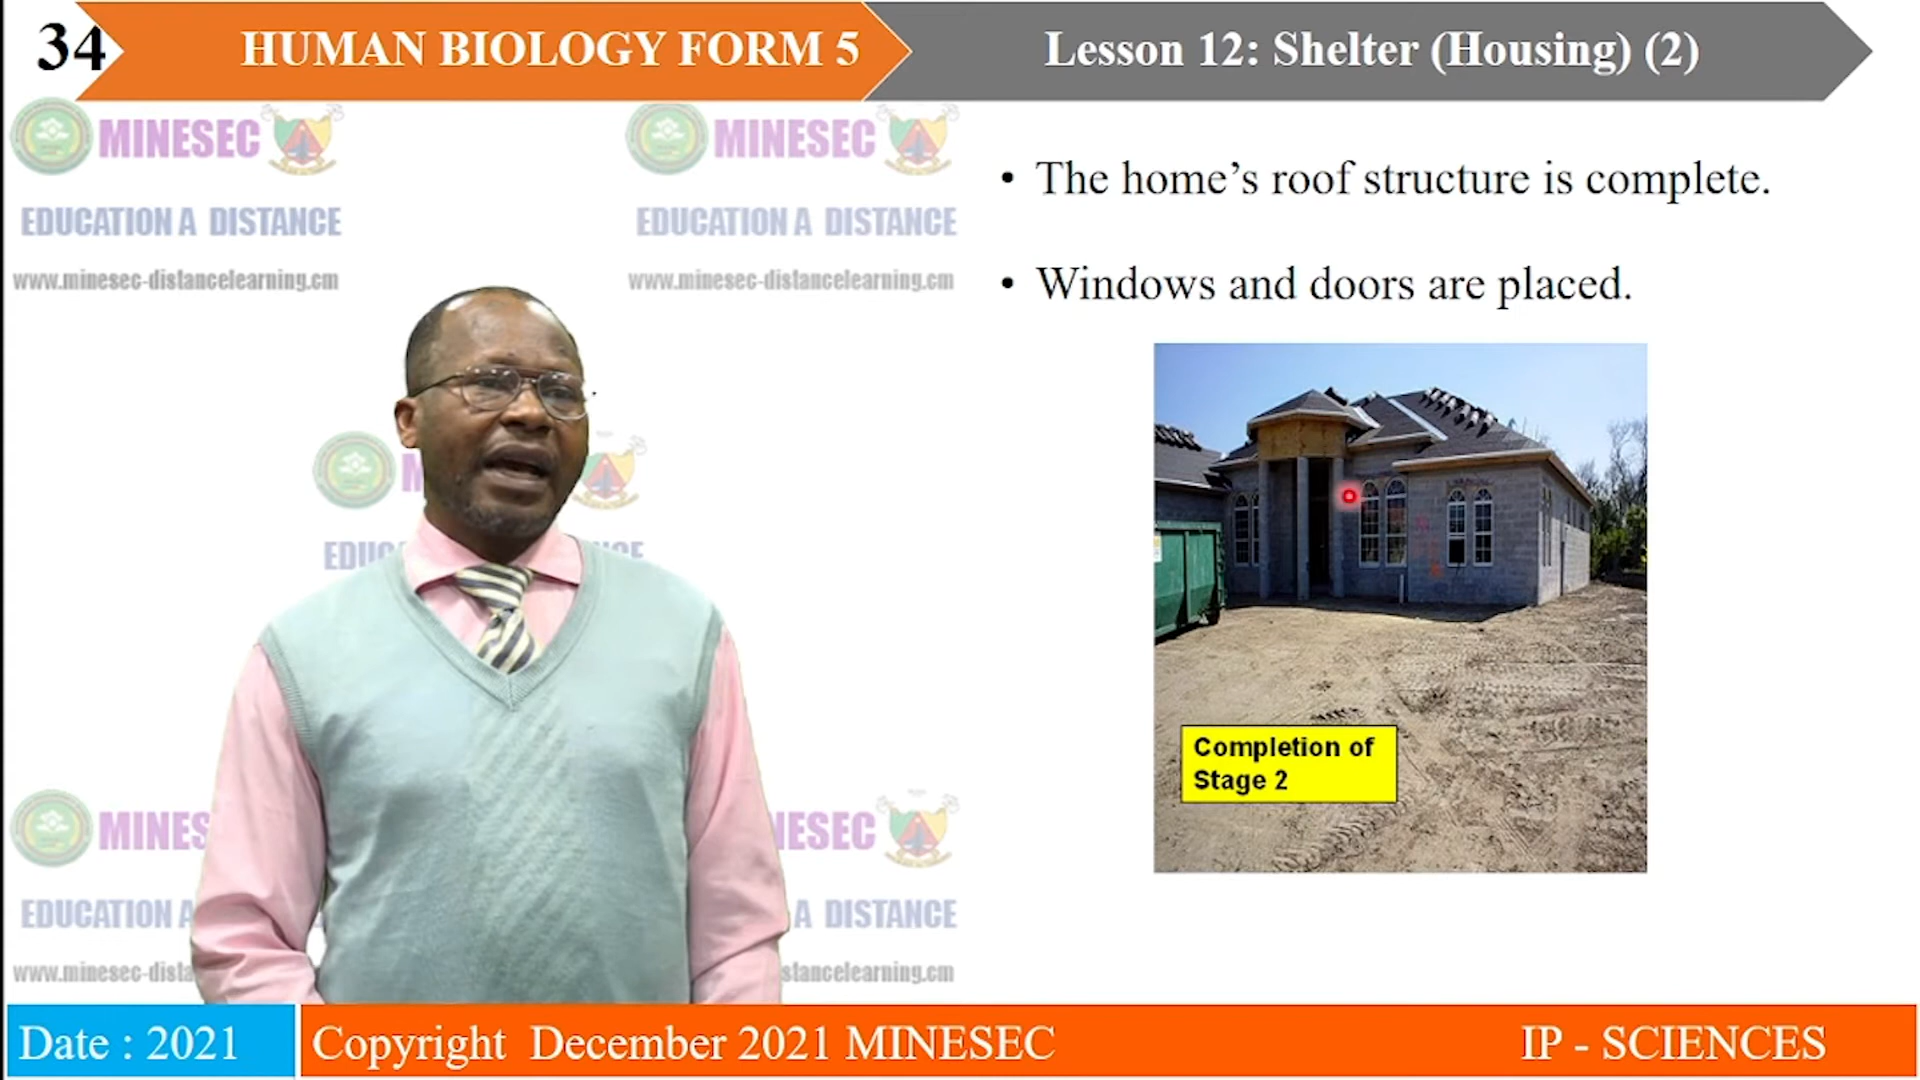 34
HUMAN BIOLOGY FORM 5
Lesson 12: Shelter (Housing) (2)
MINESEC
MINESEC
EDUCATION A DISTANCE
EDUCATION A DISTANCE
www.minesec-distancelearning.cm
www.minesec-distancelearning.cm
• The home’s roof structure is complete.
• Windows and doors are placed.
Completion of
Stage 2
MINES
NESEC
EDUCATION A
A DISTANCE
www.minesec-dista
stancelearning.cm
Date : 2021
Copyright December 2021 MINESEC
IP - SCIENCES